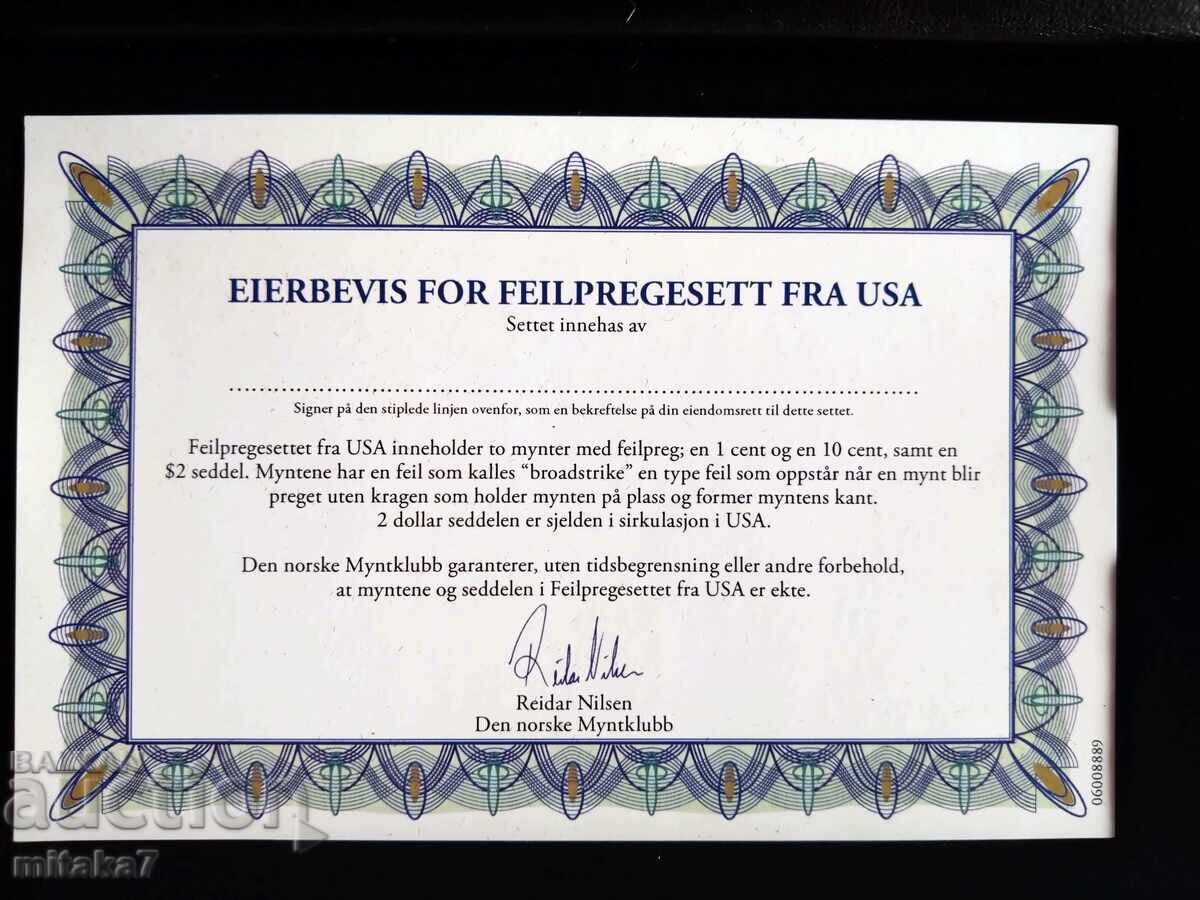 EIERBEVIS FOR FEILPREGESETT FRA USA
Settet innehas av
Signer på den stiplede linjen ovenfor, som en bekreftelse på din eiendomsrett til dette settet.
Feilpregesettet fra USA inneholder to mynter med feilpreg; en 1 cent og en 10 cent, samt en
$2 seddel. Myntene har en feil som kalles “broadstrike” en type feil som oppstår når en mynt blir
preget uten kragen som holder mynten på plass og former myntens kant.
2 dollar seddelen er sjelden i sirkulasjon i USA.
Den norske Myntklubb garanterer, uten tidsbegrensning eller andre forbehold,
at myntene og seddelen i Feilpregesettet fra USA er ekte.
Reidar Nilsen
Reidar Nilsen
Den norske Myntklubb
06008889
BALKAN
auction
mitaka7